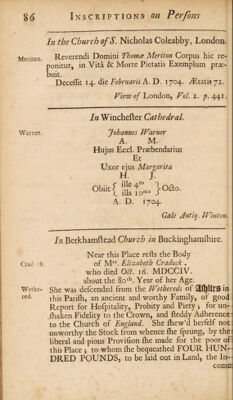 86 Inscriptions on Persons
In the Church of S. Nicholas Coleabby, London.
Meriton. Reverendi Domini Thomæ Meriton Corpus hic re-
ponitur, in Vitâ & Morte Pietatis Exemplum præ-
buit.
Decessit 14. die Februarii A. D. 1704. Ætatis 72.
View of London, Vol. 2. p. 441.
In Winchester Cathedral.
Warner. Johannes Warner
A. M.
Hujus Eccl. Præbendarius
Et
Uxor ejus Margarita
H. J.
Obiit { ille 4to
illa 10mo } Octo.
A. D. 1704.
Gale Antiq. Winton.
In Berkhamstead Church in Buckinghamshire.
Near this Place rests the Body
Cradock. of Mrs. Elizabeth Cradock,
who died Oct. 16. MDCCIV.
about the 80th. Year of her Age.
Wethe-
red. She was descended from the Wethereds of
this Parish, an ancient and worthy Family, of good
Report for Hospitality, Probity and Piety; for un-
shaken Fidelity to the Crown, and steddy Adherence
to the Church of England. She shew'd herself not
unworthy the Stock from whence she sprung, by the
liberal and pious Provision she made for the poor of
this Place; to whom she bequeathed FOUR HUN-
DRED POUNDS, to be laid out in Land, the In-
come